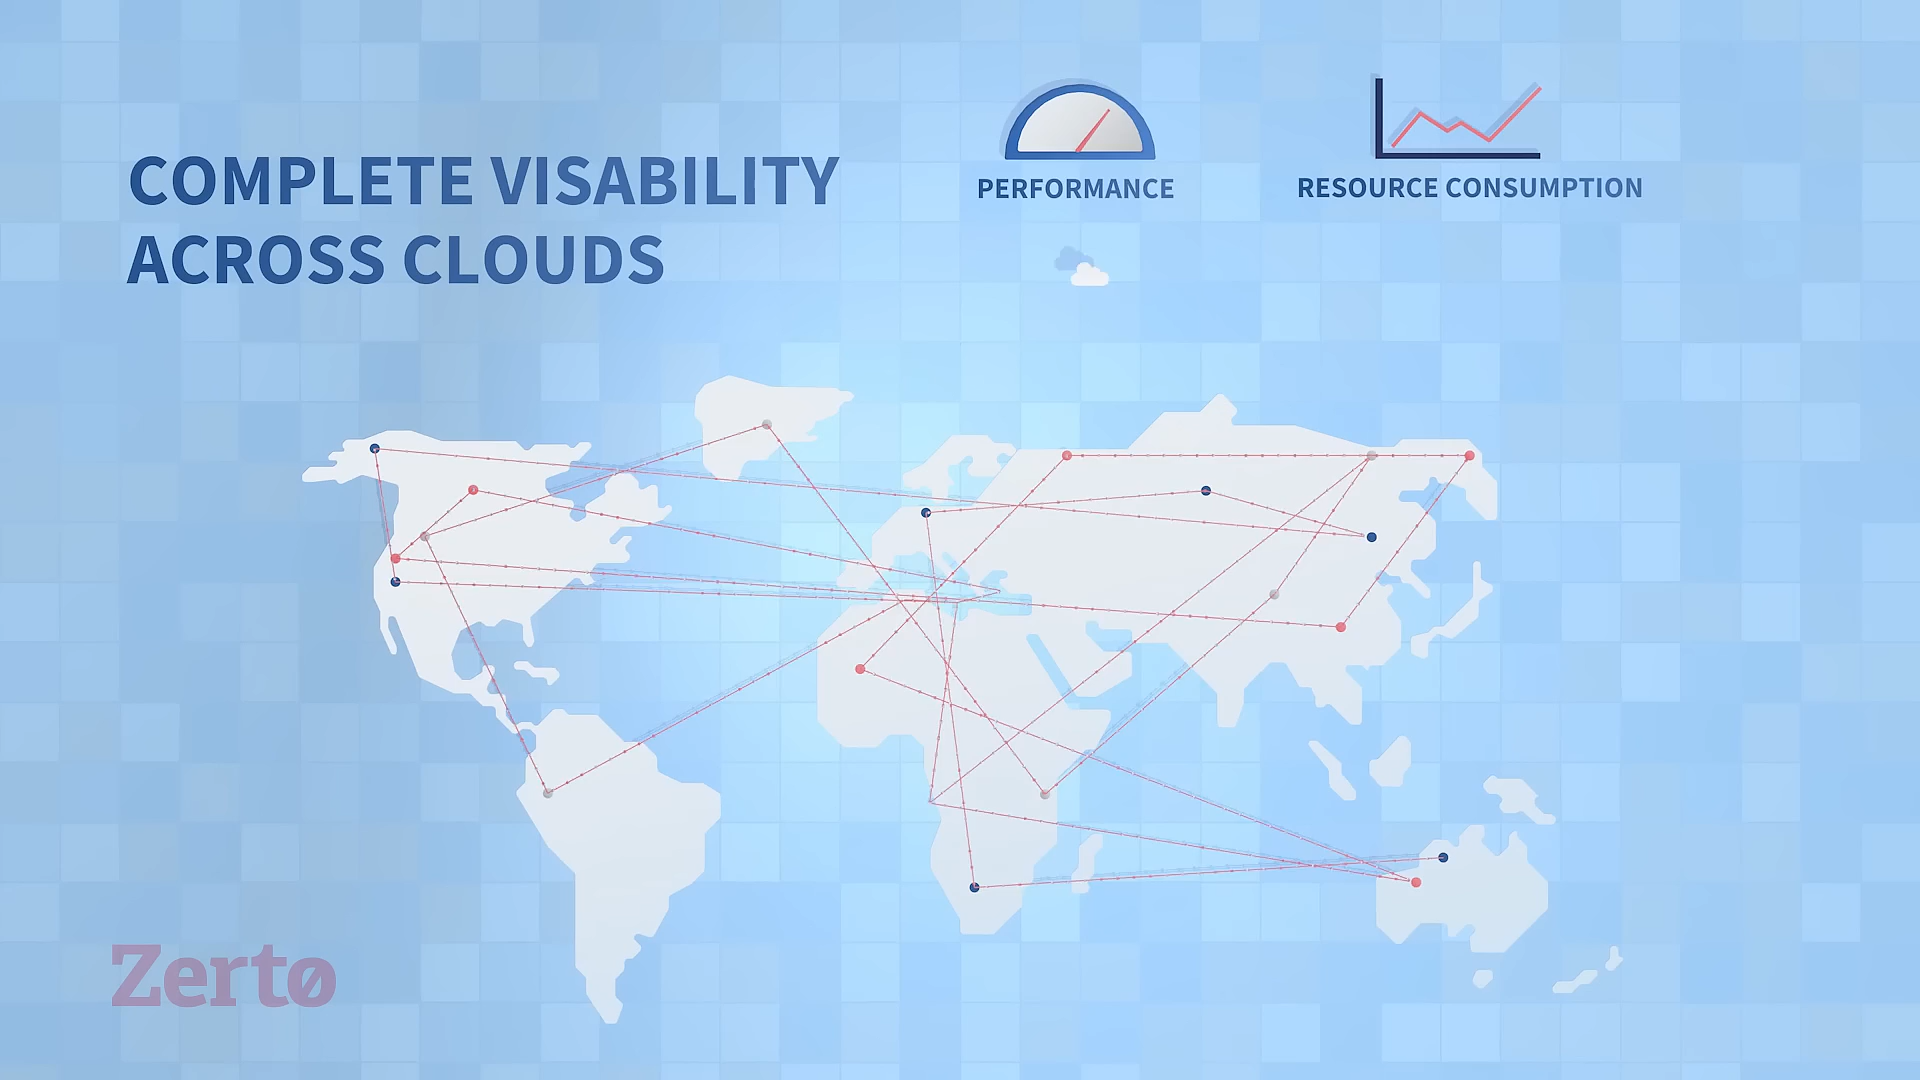 COMPLETE VISABILITY
ACROSS CLOUDS
PERFORMANCE
RESOURCE CONSUMPTION
Zertø